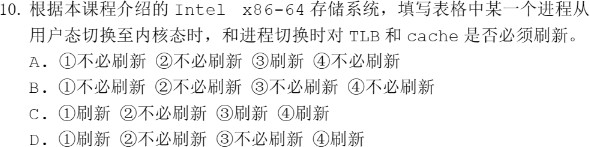 10. 根据本课程介绍的 Intel x86-64 存储系统，填写表格中某一个进程从
用户态切换至内核态时，和进程切换时对 TLB 和 cache 是否必须刷新。
A. ①不必刷新 ②不必刷新 ③刷新 ④不必刷新
B. ①不必刷新 ②不必刷新 ③不必刷新 ④不必刷新
C. ①刷新 ②不必刷新 ③刷新 ④刷新
D. ①刷新 ②不必刷新 ③不必刷新 ④刷新